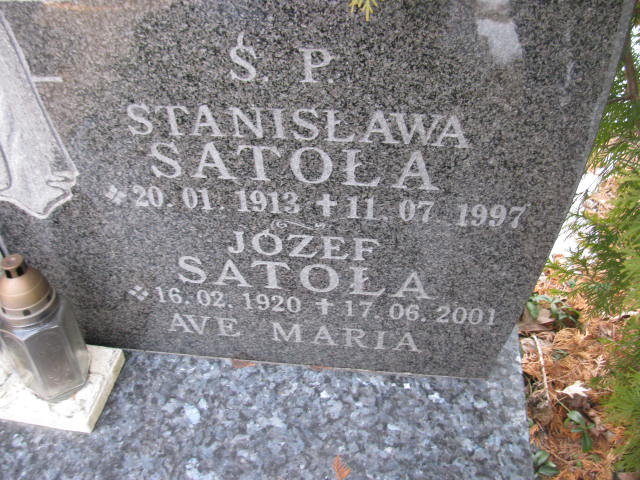 Ś. P.
STANISŁAWA
SATOŁA
20. 01. 1913 ✝ 11. 07. 1997
JÓZEF
SATOŁA
16. 02. 1920 ✝ 17. 06. 2001
AVE MARIA